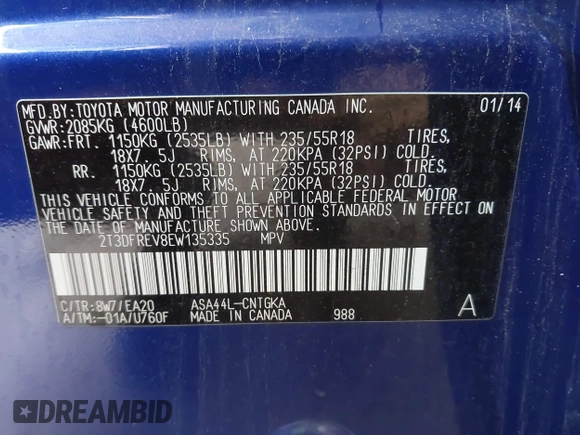 MFD.BY:TOYOTA MOTOR MANUFACTURING CANADA INC. 01/14
GVWR:2085KG (4600LB)
GAWR:FRT. 1150KG (2535LB) WITH 235/55R18 TIRES,
18X7. 5J RIMS, AT 220KPA (32PSI) COLD.
RR. 1150KG (2535LB) WITH 235/55R18 TIRES,
18X7. 5J RIMS, AT 220KPA (32PSI) COLD.
THIS VEHICLE CONFORMS TO ALL APPLICABLE FEDERAL MOTOR
VEHICLE SAFETY AND THEFT PREVENTION STANDARDS IN EFFECT ON
THE DATE OF MANUFACTURE SHOWN ABOVE.
2T3DFREV8EW135335 MPV
C/TR:8W7/EA20 ASA44L-CNTGKA A
A/TM:-01A/U760F MADE IN CANADA 988
DREAMBID